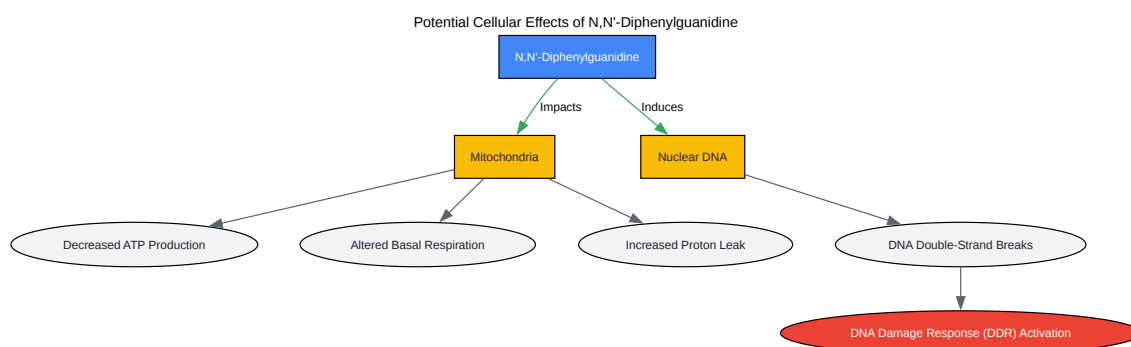 Potential Cellular Effects of N,N'-Diphenylguanidine
N,N'-Diphenylguanidine
Impacts
Induces
Mitochondria
Nuclear DNA
Decreased ATP Production
Altered Basal Respiration
Increased Proton Leak
DNA Double-Strand Breaks
DNA Damage Response (DDR) Activation